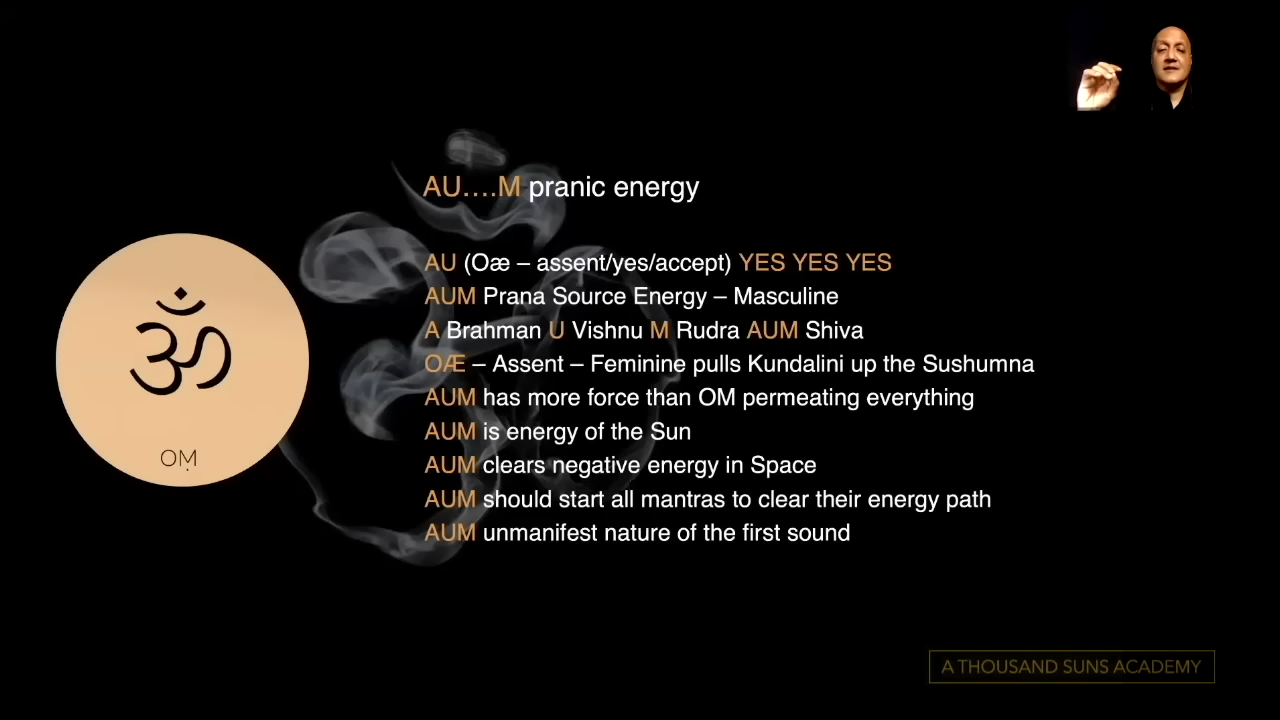 AU....M pranic energy
AU (Oæ – assent/yes/accept) YES YES YES
AUM Prana Source Energy – Masculine
A Brahman U Vishnu M Rudra AUM Shiva
OÆ – Assent – Feminine pulls Kundalini up the Sushumna
AUM has more force than OM permeating everything
AUM is energy of the Sun
AUM clears negative energy in Space
AUM should start all mantras to clear their energy path
AUM unmanifest nature of the first sound
ॐ
OṂ
A THOUSAND SUNS ACADEMY